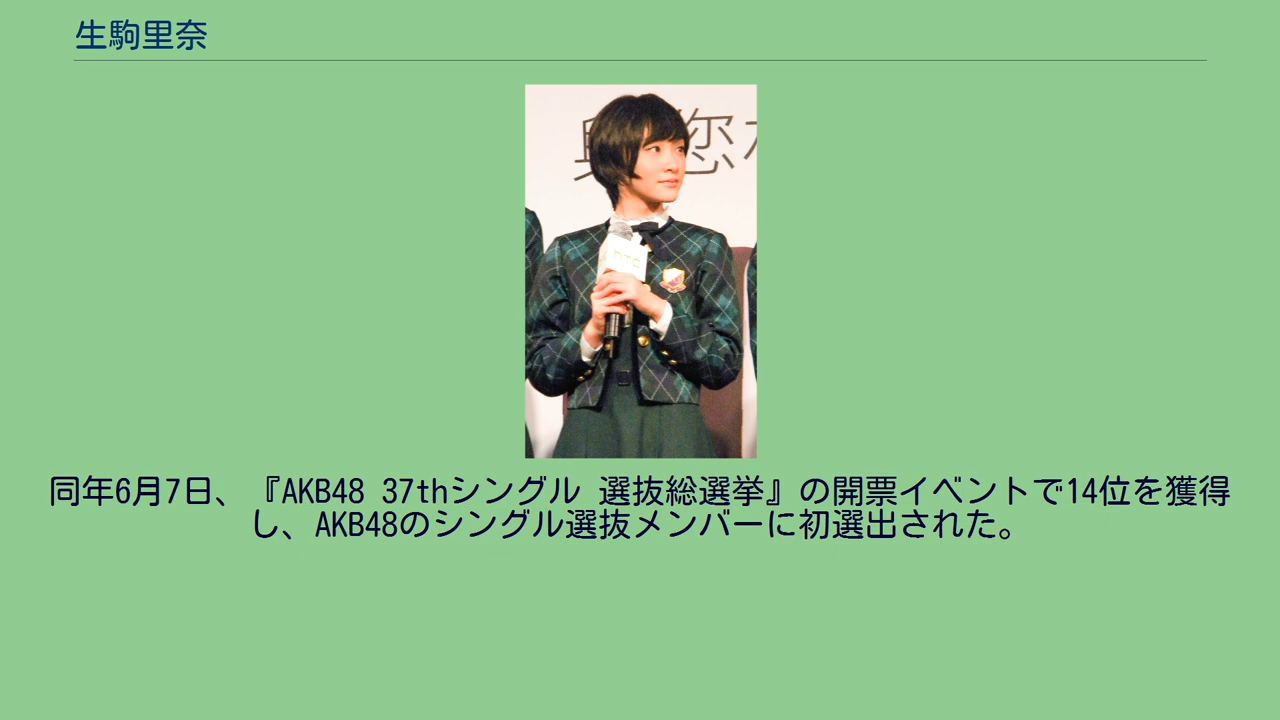 生駒里奈
與您
htc
同年6月7日、『AKB48 37thシングル 選抜総選挙』の開票イベントで14位を獲得
し、AKB48のシングル選抜メンバーに初選出された。